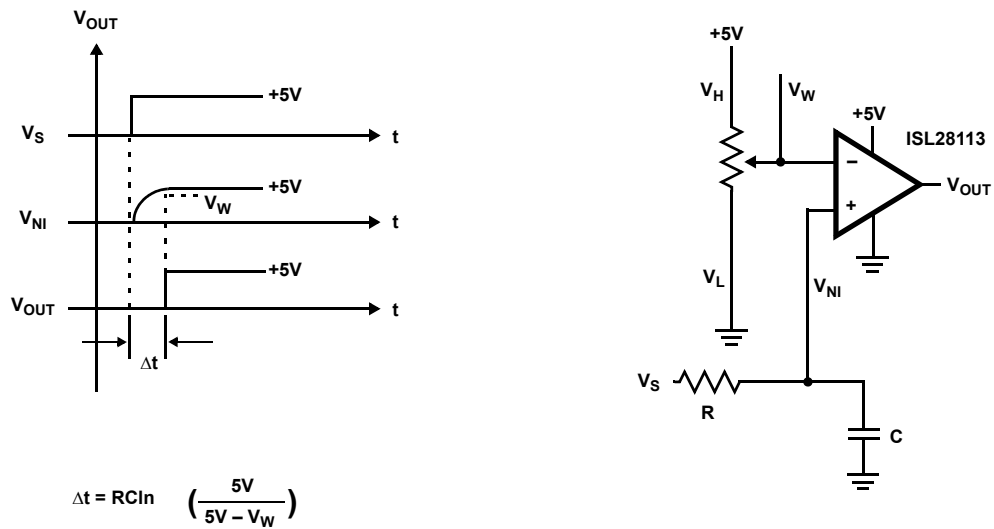 V_OUT
+5V
V_S
t
+5V
V_W
V_NI
t
+5V
V_OUT
t
Δt
Δt = RCln (5V / 5V – V_W)
+5V
V_H
V_W
+5V
ISL28113
–
V_OUT
+
V_L
V_NI
V_S
R
C